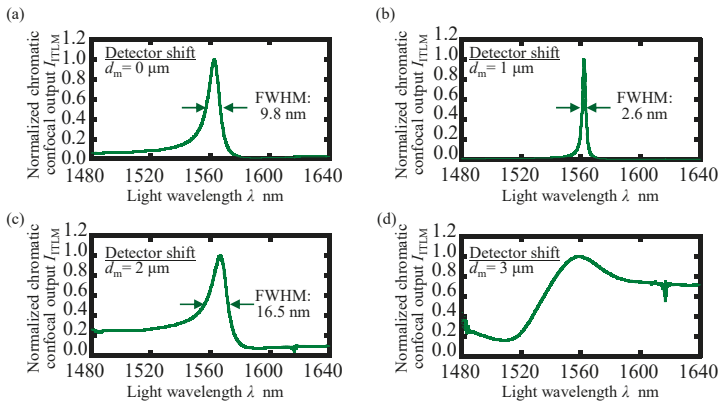 (a)
Normalized chromatic
confocal output I_ITLM
1.2
1.0
0.8
0.6
0.4
0.2
0.0
Detector shift
d_m= 0 μm
FWHM:
9.8 nm
1480 1520 1560 1600 1640
Light wavelength λ nm
(b)
Normalized chromatic
confocal output I_ITLM
1.2
1.0
0.8
0.6
0.4
0.2
0.0
Detector shift
d_m= 1 μm
FWHM:
2.6 nm
1480 1520 1560 1600 1640
Light wavelength λ nm
(c)
Normalized chromatic
confocal output I_ITLM
1.2
1.0
0.8
0.6
0.4
0.2
0.0
Detector shift
d_m= 2 μm
FWHM:
16.5 nm
1480 1520 1560 1600 1640
Light wavelength λ nm
(d)
Normalized chromatic
confocal output I_ITLM
1.2
1.0
0.8
0.6
0.4
0.2
0.0
Detector shift
d_m= 3 μm
1480 1520 1560 1600 1640
Light wavelength λ nm